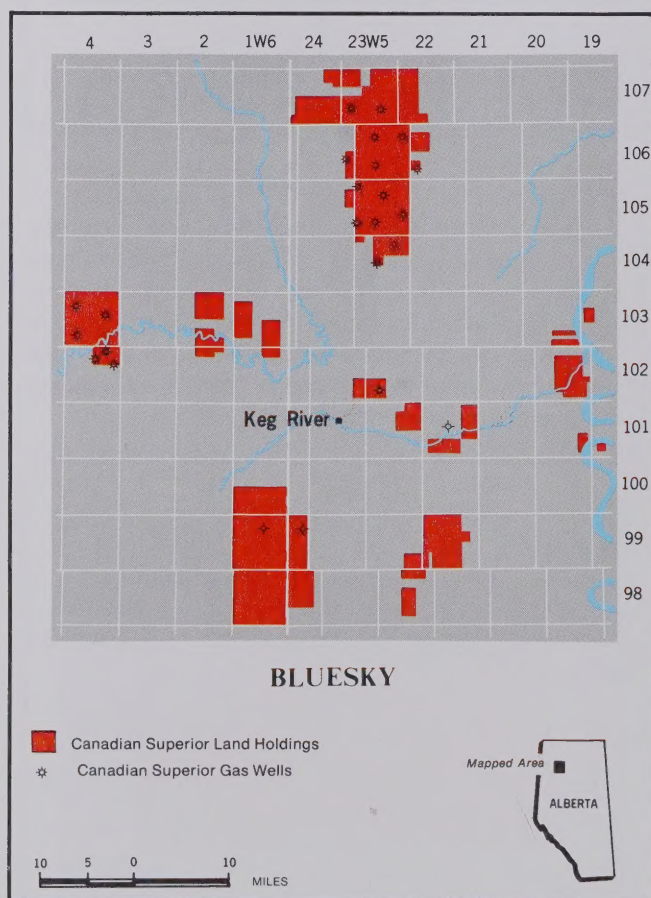 4 3 2 1W6 24 23W5 22 21 20 19
107
106
105
104
103
102
Keg River
101
100
99
98
BLUESKY
Canadian Superior Land Holdings
Canadian Superior Gas Wells
Mapped Area
ALBERTA
10 5 0 10
MILES